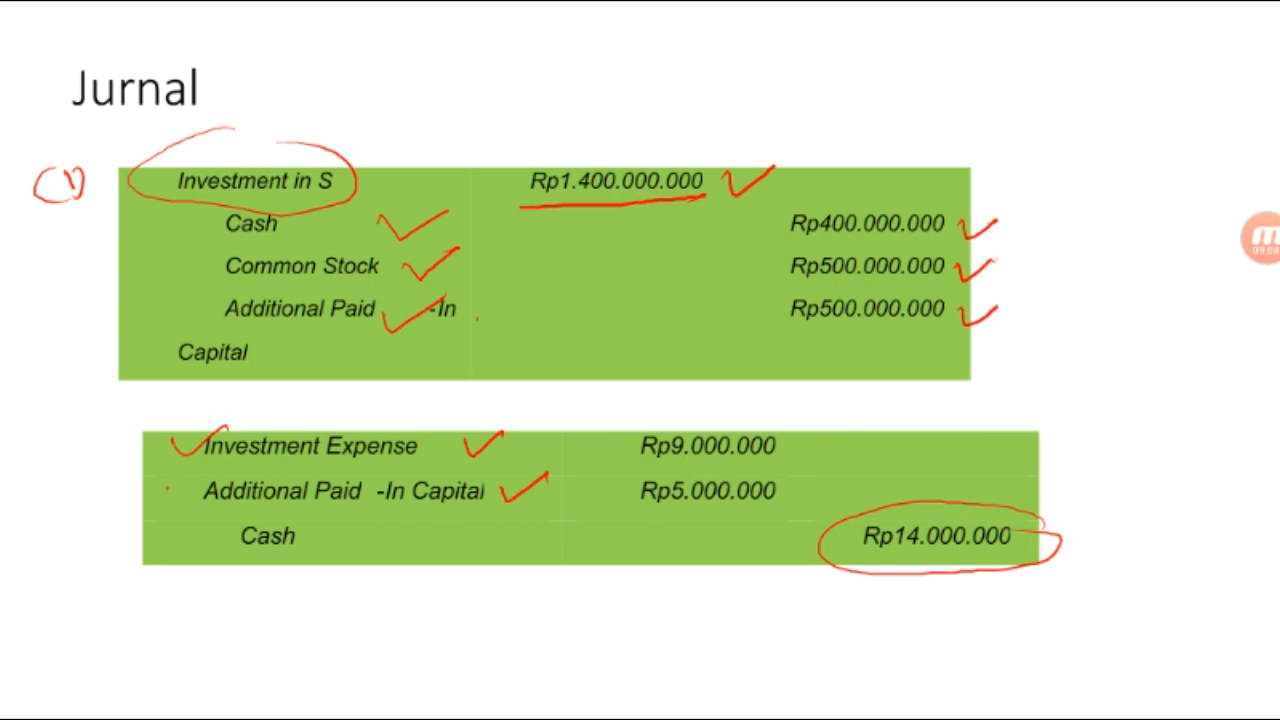 Jurnal
(1)
Investment in S Rp1.400.000.000
Cash Rp400.000.000
Common Stock Rp500.000.000
Additional Paid -In Rp500.000.000
Capital
Investment Expense Rp9.000.000
Additional Paid -In Capital Rp5.000.000
Cash Rp14.000.000